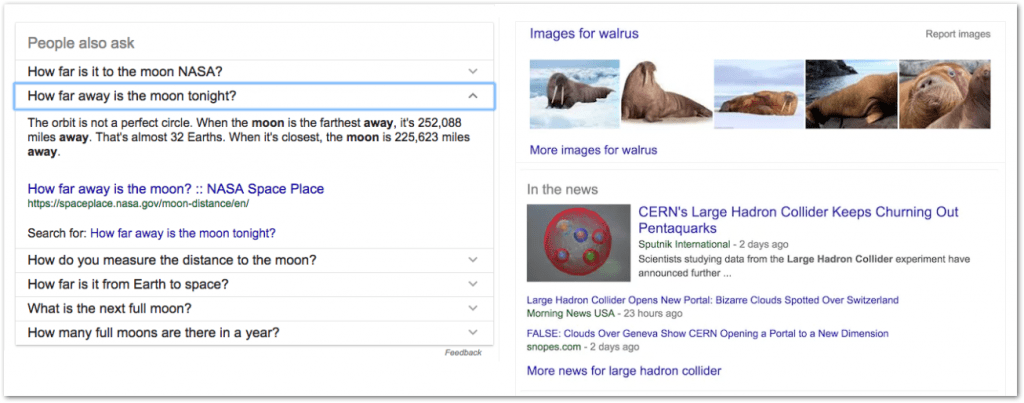 People also ask
How far is it to the moon NASA?
How far away is the moon tonight?
The orbit is not a perfect circle. When the moon is the farthest away, it's 252,088
miles away. That's almost 32 Earths. When it's closest, the moon is 225,623 miles
away.
How far away is the moon? :: NASA Space Place
https://spaceplace.nasa.gov/moon-distance/en/
Search for: How far away is the moon tonight?
How do you measure the distance to the moon?
How far is it from Earth to space?
What is the next full moon?
How many full moons are there in a year?
Feedback
Images for walrus
Report images
More images for walrus
In the news
CERN's Large Hadron Collider Keeps Churning Out
Pentaquarks
Sputnik International - 2 days ago
Scientists studying data from the Large Hadron Collider experiment have
announced further ...
Large Hadron Collider Opens New Portal: Bizarre Clouds Spotted Over Switzerland
Morning News USA - 23 hours ago
FALSE: Clouds Over Geneva Show CERN Opening a Portal to a New Dimension
snopes.com - 2 days ago
More news for large hadron collider